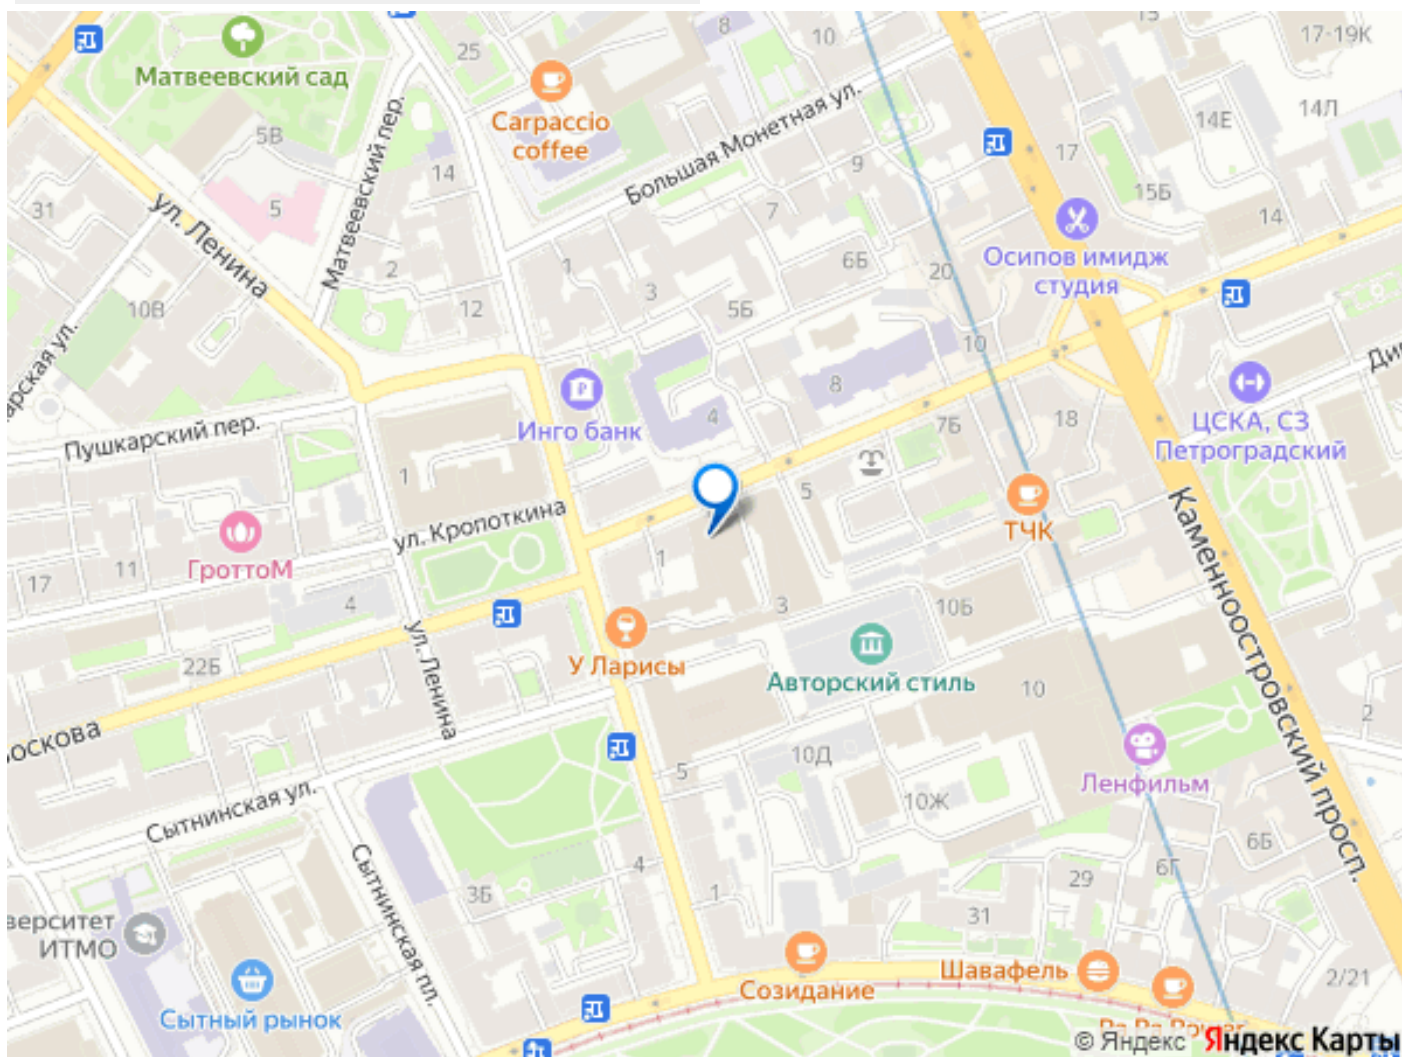 8
10
15
17-19К
25
Матвеевский сад
Carpaccio
coffee
Большая Монетная ул.
14Е
14Л
5В
Матвеевский пер.
14
9
17
15Б
31
5
7
14
ул. Ленина
2
1
6Б
20
Осипов имидж
студия
3
10В
12
5Б
10
8
Инго банк
4
7Б
18
ЦСКА, СЗ
Петроградский
Пушкарский пер.
1
5
ул. Кропоткина
ТЧК
Каменноостровский просп.
ГроттоМ
17
11
4
1
3
10Б
У Ларисы
Авторский стиль
22Б
ул. Ленина
10
2
5
10Д
Ленфильм
Сытнинская ул.
10Ж
6Б
Сытнинская пл.
4
3Б
1
29
6Г
31
верситет
ИТМО
Шавафель
2/21
Созидание
Сытный рынок
© Яндекс Яндекс Карты